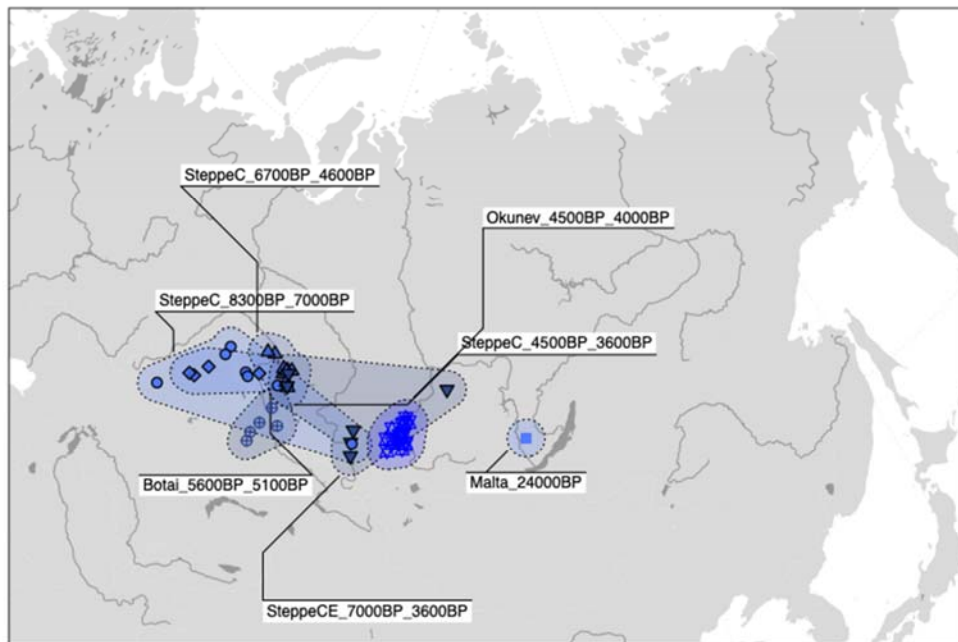 SteppeC_6700BP_4600BP
Okunev_4500BP_4000BP
SteppeC_8300BP_7000BP
SteppeC_4500BP_3600BP
Botai_5600BP_5100BP
Malta_24000BP
SteppeCE_7000BP_3600BP